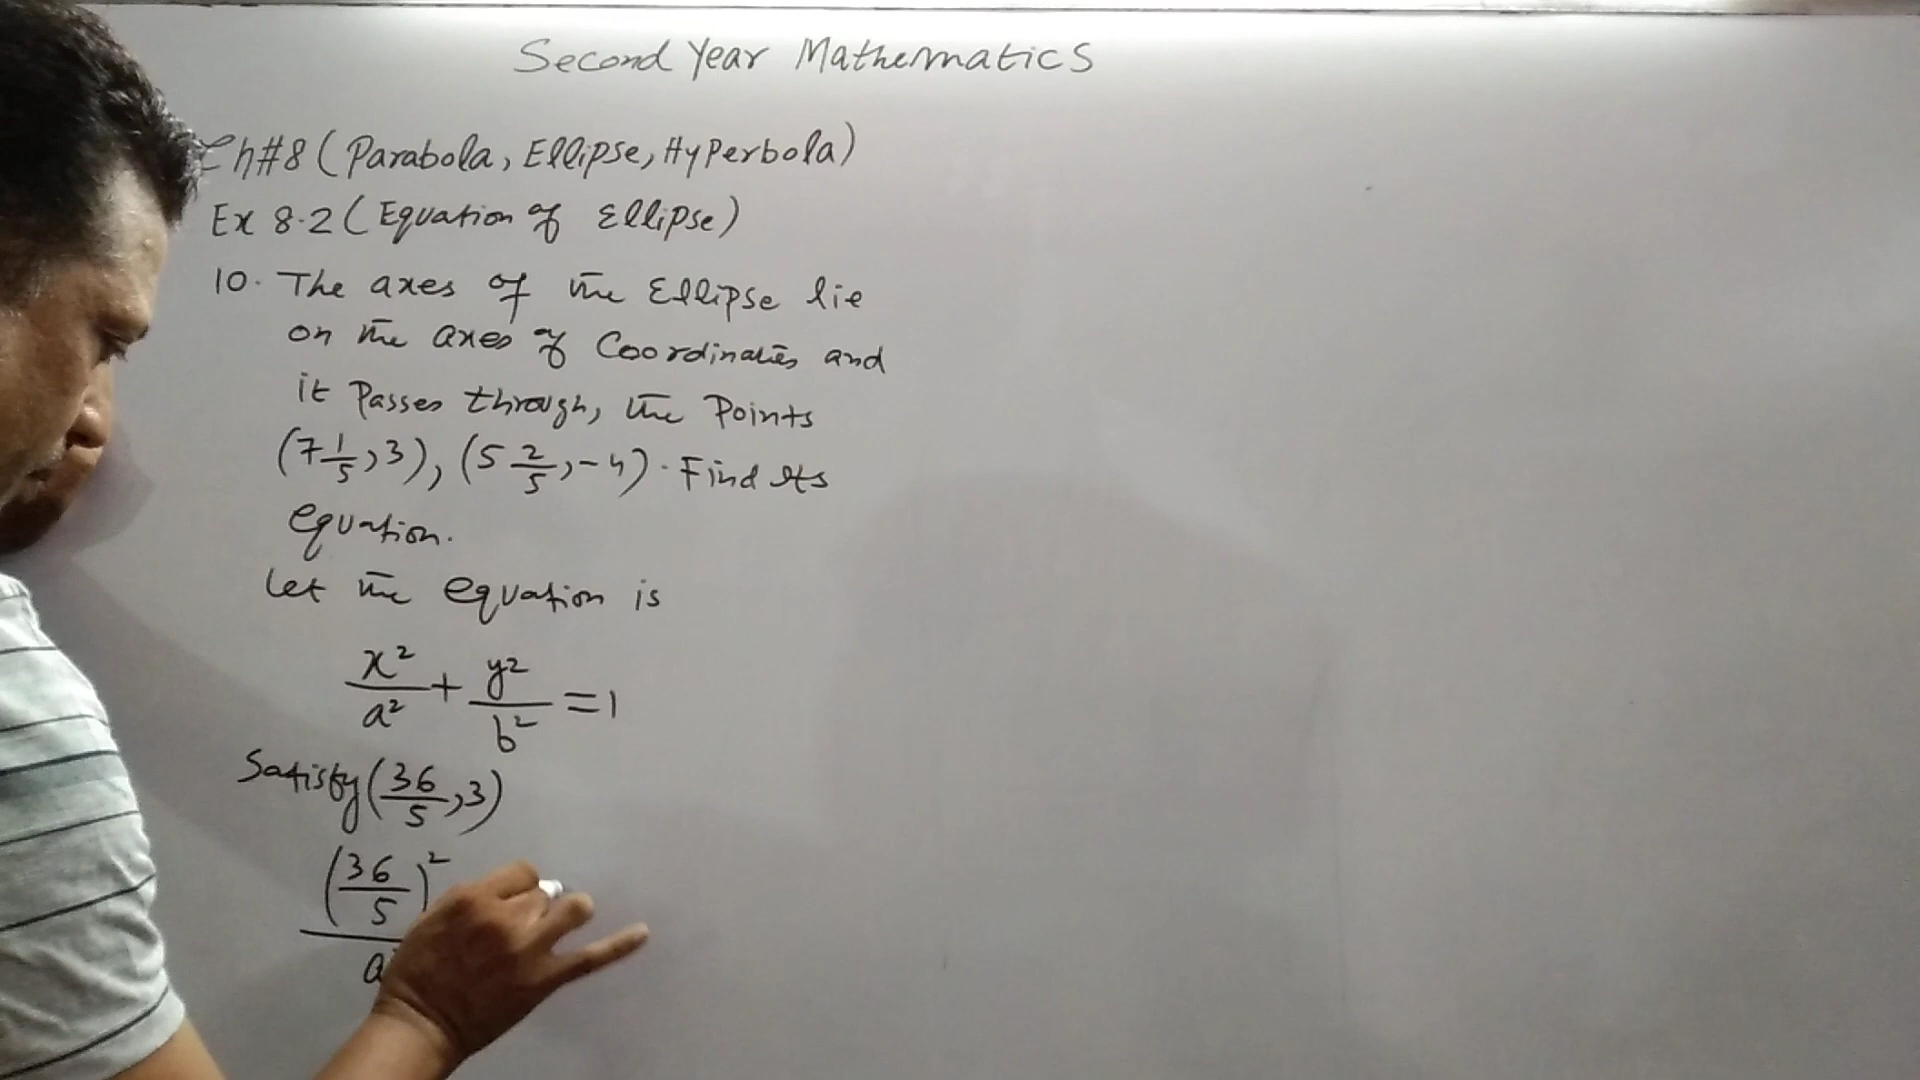 Second Year Mathematics
Ch#8 (Parabola, Ellipse, Hyperbola)
Ex 8.2 (Equation of Ellipse)
10. The axes of the Ellipse lie
on the axes of Coordinates and
it Passes through, the Points
(7 1/5, 3), (5 2/5, -4). Find Its
equation.
Let the equation is
x²/a² + y²/b² = 1
Satisfy (36/5, 3)
(36/5)²
a